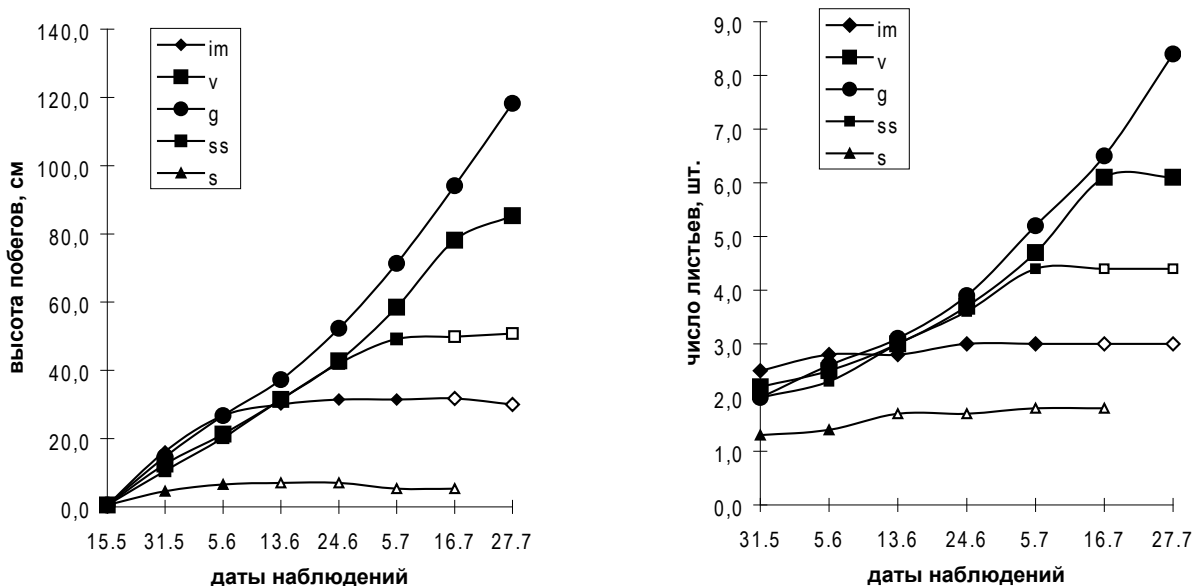 140,0
120,0
100,0
80,0
60,0
40,0
20,0
0,0
высота побегов, см
im
v
g
ss
s
15.5 31.5 5.6 13.6 24.6 5.7 16.7 27.7
даты наблюдений
9,0
8,0
7,0
6,0
5,0
4,0
3,0
2,0
1,0
0,0
число листьев, шт.
im
v
g
ss
s
31.5 5.6 13.6 24.6 5.7 16.7 27.7
даты наблюдений